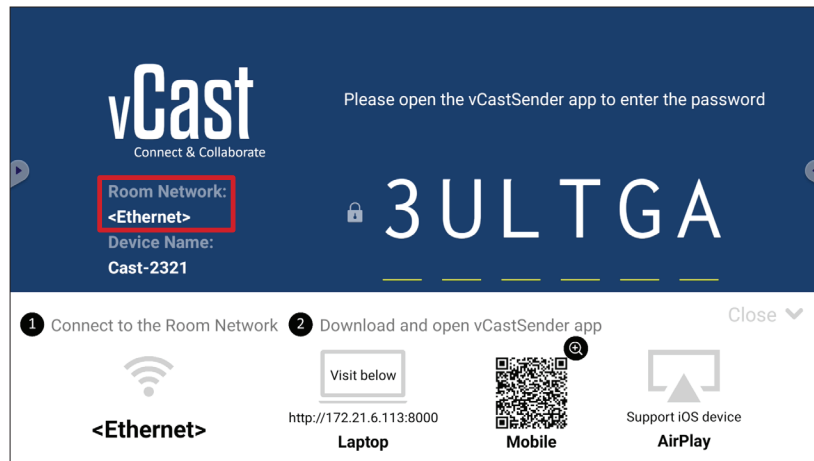 vCast
Connect & Collaborate
Please open the vCastSender app to enter the password
Room Network:
<Ethernet>
Device Name:
Cast-2321
3ULTGA
Close
1 Connect to the Room Network
2 Download and open vCastSender app
<Ethernet>
Visit below
http://172.21.6.113:8000
Laptop
Mobile
Support iOS device
AirPlay